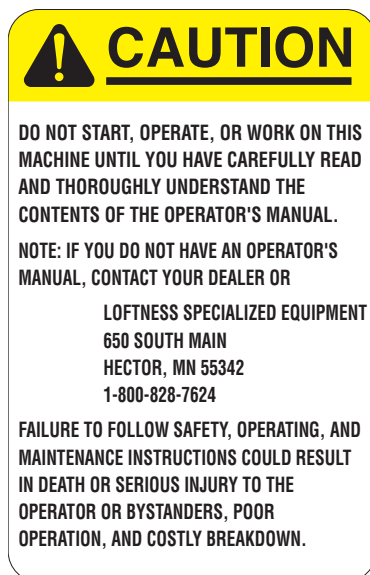 CAUTION
DO NOT START, OPERATE, OR WORK ON THIS
MACHINE UNTIL YOU HAVE CAREFULLY READ
AND THOROUGHLY UNDERSTAND THE
CONTENTS OF THE OPERATOR'S MANUAL.
NOTE: IF YOU DO NOT HAVE AN OPERATOR'S
MANUAL, CONTACT YOUR DEALER OR
LOFTNESS SPECIALIZED EQUIPMENT
650 SOUTH MAIN
HECTOR, MN 55342
1-800-828-7624
FAILURE TO FOLLOW SAFETY, OPERATING, AND
MAINTENANCE INSTRUCTIONS COULD RESULT
IN DEATH OR SERIOUS INJURY TO THE
OPERATOR OR BYSTANDERS, POOR
OPERATION, AND COSTLY BREAKDOWN.